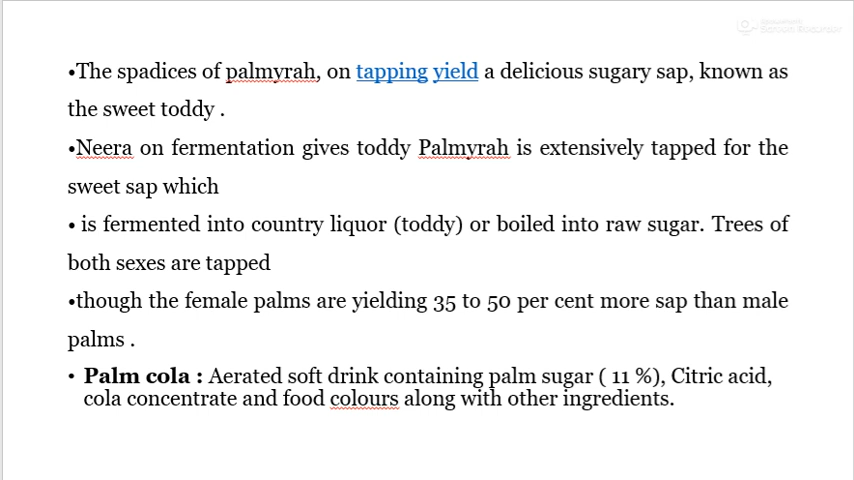 Screen Recorder
•The spadices of palmyrah, on tapping yield a delicious sugary sap, known as
the sweet toddy .
•Neera on fermentation gives toddy Palmyrah is extensively tapped for the
sweet sap which
• is fermented into country liquor (toddy) or boiled into raw sugar. Trees of
both sexes are tapped
•though the female palms are yielding 35 to 50 per cent more sap than male
palms .
• Palm cola : Aerated soft drink containing palm sugar ( 11 %), Citric acid,
cola concentrate and food colours along with other ingredients.